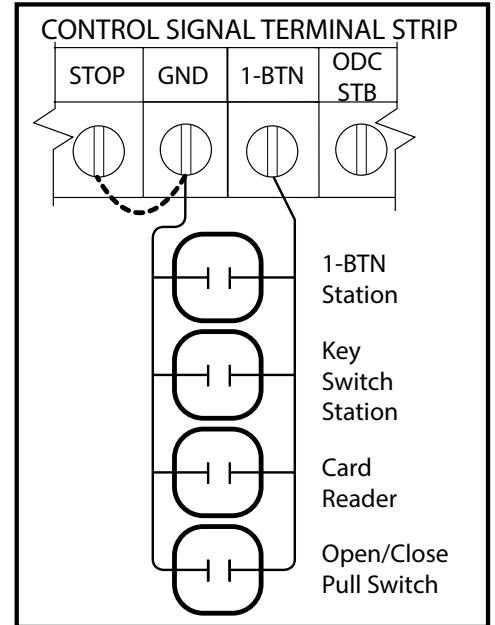 CONTROL SIGNAL TERMINAL STRIP
STOP GND 1-BTN ODC
STB
1-BTN
Station
Key
Switch
Station
Card
Reader
Open/Close
Pull Switch